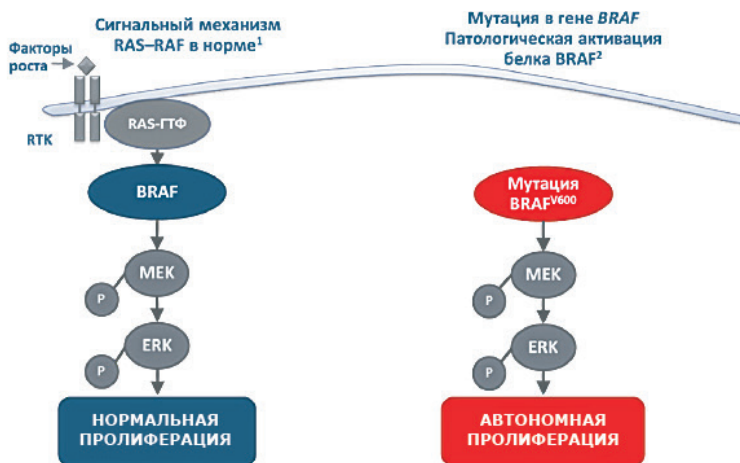 Сигнальный механизм
RAS–RAF в норме¹
Мутация в гене BRAF
Патологическая активация
белка BRAF²
Факторы
роста
RTK
RAS-ГТФ
BRAF
MEK
P
ERK
P
НОРМАЛЬНАЯ
ПРОЛИФЕРАЦИЯ
Мутация
BRAFV600
MEK
P
ERK
P
АВТОНОМНАЯ
ПРОЛИФЕРАЦИЯ